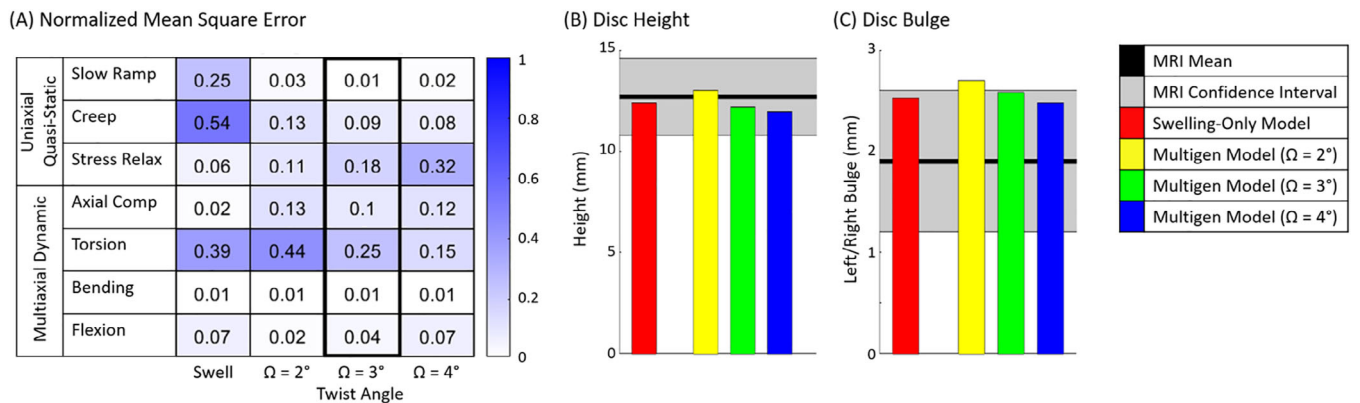 (A) Normalized Mean Square Error
Uniaxial
Quasi-Static
Slow Ramp 0.25 0.03 0.01 0.02
Creep 0.54 0.13 0.09 0.08
Stress Relax 0.06 0.11 0.18 0.32
Multiaxial Dynamic
Axial Comp 0.02 0.13 0.1 0.12
Torsion 0.39 0.44 0.25 0.15
Bending 0.01 0.01 0.01 0.01
Flexion 0.07 0.02 0.04 0.07
Swell Ω = 2° Ω = 3° Ω = 4°
Twist Angle
1
0.8
0.6
0.4
0.2
0
(B) Disc Height
Height (mm)
15
10
5
0
(C) Disc Bulge
Left/Right Bulge (mm)
3
2
1
0
MRI Mean
MRI Confidence Interval
Swelling-Only Model
Multigen Model (Ω = 2°)
Multigen Model (Ω = 3°)
Multigen Model (Ω = 4°)